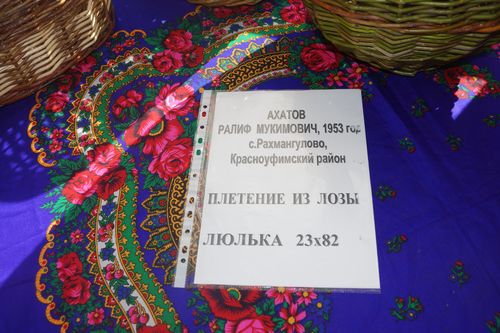 АХАТОВ
РАЛИФ МУКИМОВИЧ, 1953 год
с.Рахмангулово,
Красноуфимский район
ПЛЕТЕНИЕ ИЗ ЛОЗЫ
ЛЮЛЬКА 23х82